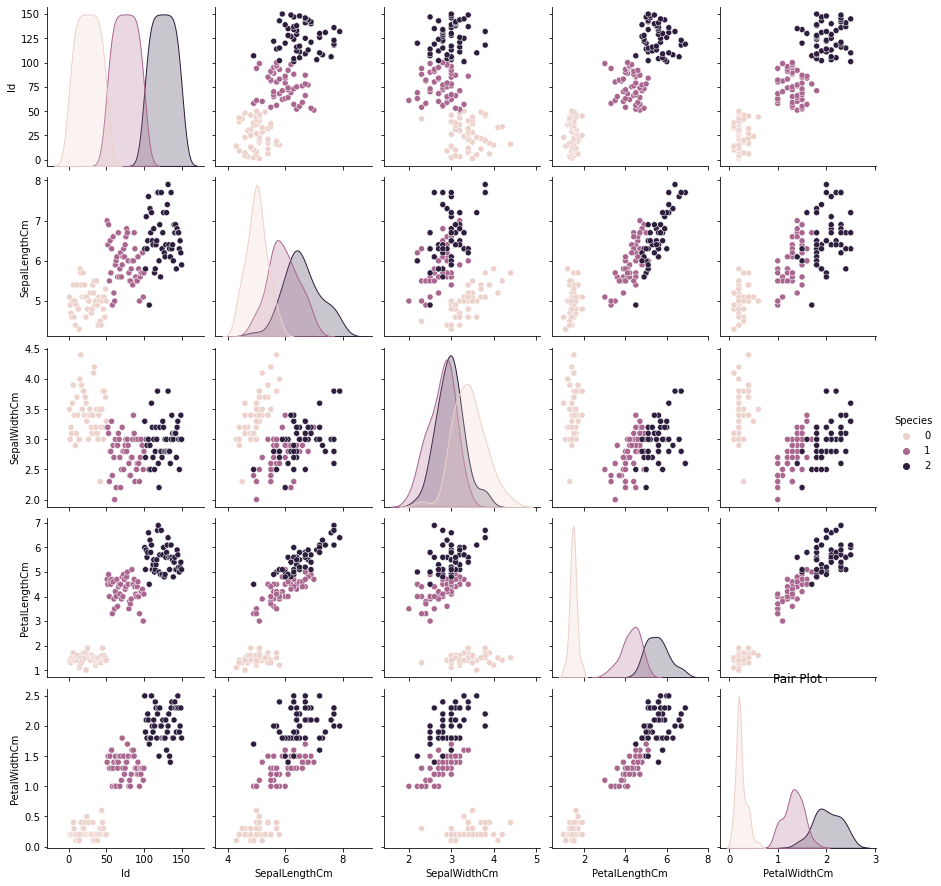 150
125
100
75
50
25
0
Id
8
7
6
5
SepalLengthCm
4.5
4.0
3.5
3.0
2.5
2.0
SepalWidthCm
Species
0
1
2
7
6
5
4
3
2
1
PetalLengthCm
Pair Plot
2.5
2.0
1.5
1.0
0.5
0.0
PetalWidthCm
0 50 100 150
Id
4 6 8
SepalLengthCm
2 3 4 5
SepalWidthCm
2 4 6 8
PetalLengthCm
0 1 2 3
PetalWidthCm